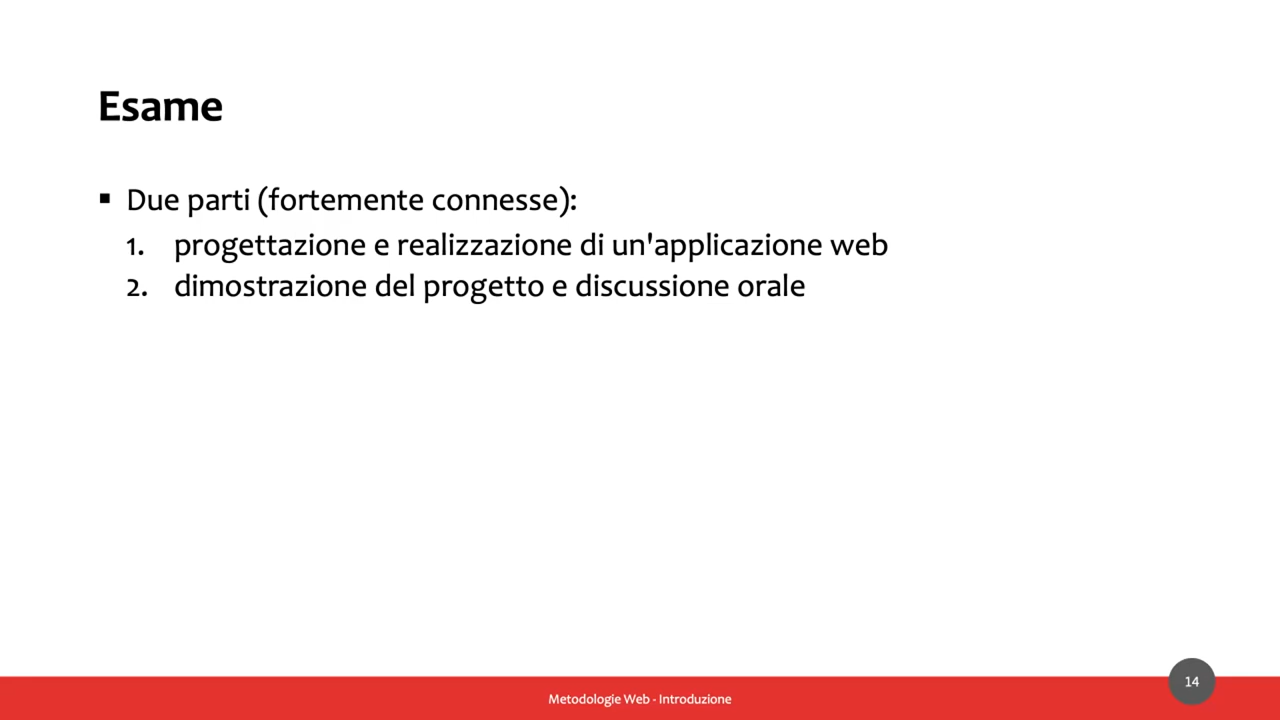 Esame
▪ Due parti (fortemente connesse):
1. progettazione e realizzazione di un'applicazione web
2. dimostrazione del progetto e discussione orale
14
Metodologie Web - Introduzione